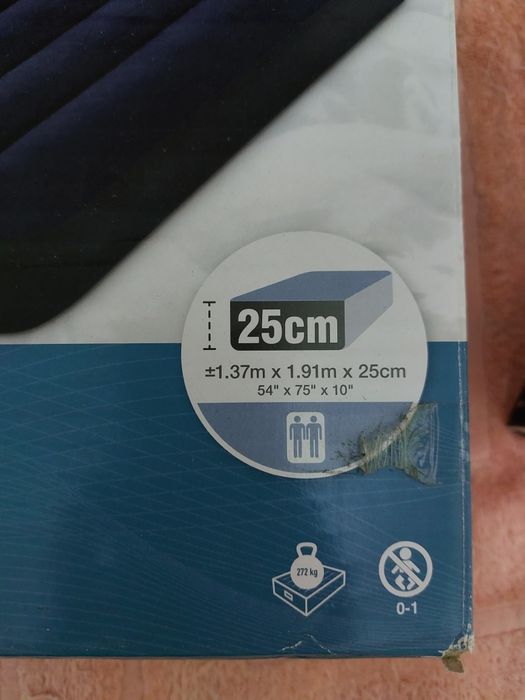 25cm
±1.37m x 1.91m x 25cm
54" x 75" x 10"
272 kg
0-1